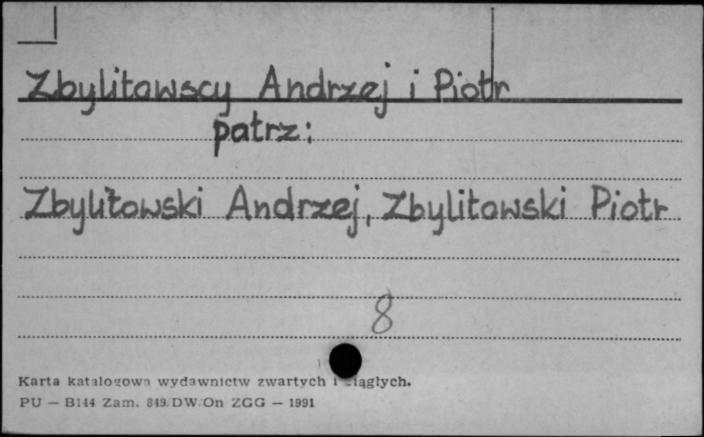 Zbylitowscy Andrzej i Piotr
patrz:
Zbylitowski Andrzej, Zbylitowski Piotr
8
Karta katalogowa wydawnictw zwartych i ciągłych.
PU — B144 Zam. 849/DW/On ZGG — 1991